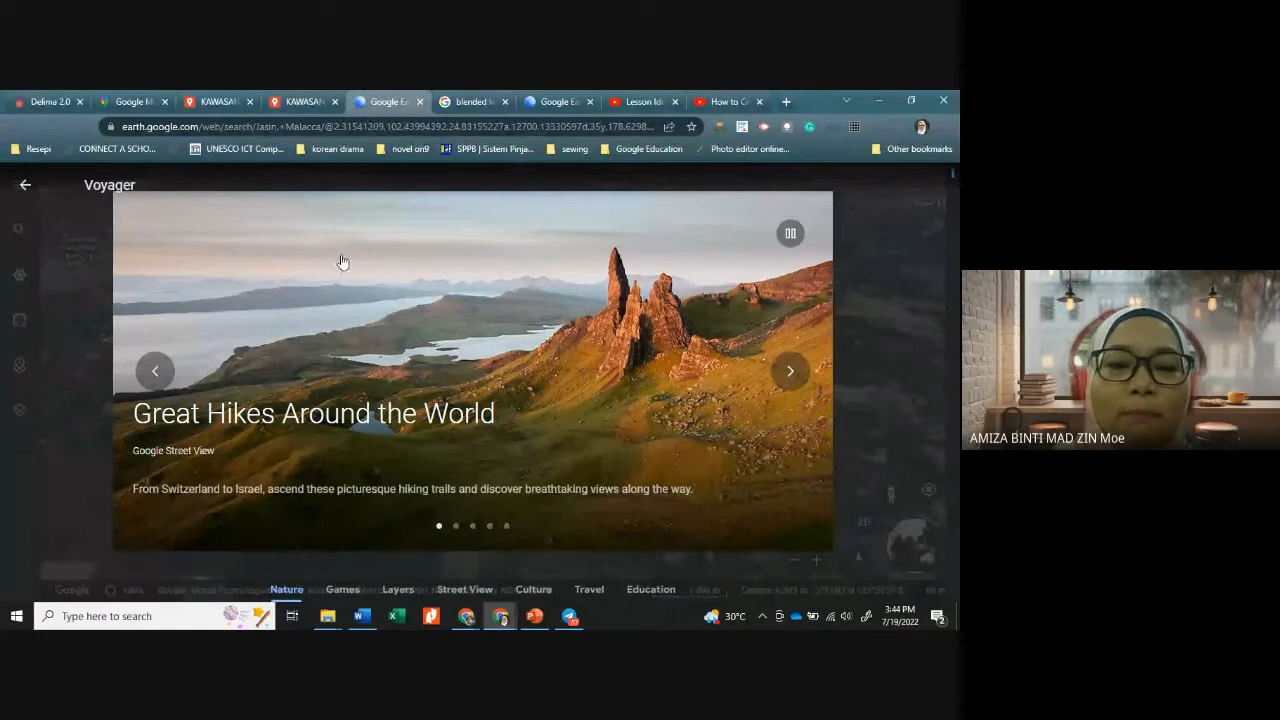 Delima 2.0
Google M
KAWASAN
KAWASAN
Google Ea
blended l
Google Ea
Lesson Id
How to C
earth.google.com/web/search/Jasin,+Malacca/@2.31541209,102.43994392,24.83155227a,12700.13330597d,35y,178.6298...
Resepi
CONNECT A SCHO...
UNESCO ICT Comp...
korean drama
novel on9
SPPB | Sistem Pinja...
sewing
Google Education
Photo editor online...
Other bookmarks
Voyager
Great Hikes Around the World
Google Street View
From Switzerland to Israel, ascend these picturesque hiking trails and discover breathtaking views along the way.
AMIZA BINTI MAD ZIN Moe
Nature Games Layers Street View Culture Travel Education
Type here to search
30°C
3:44 PM
7/19/2022